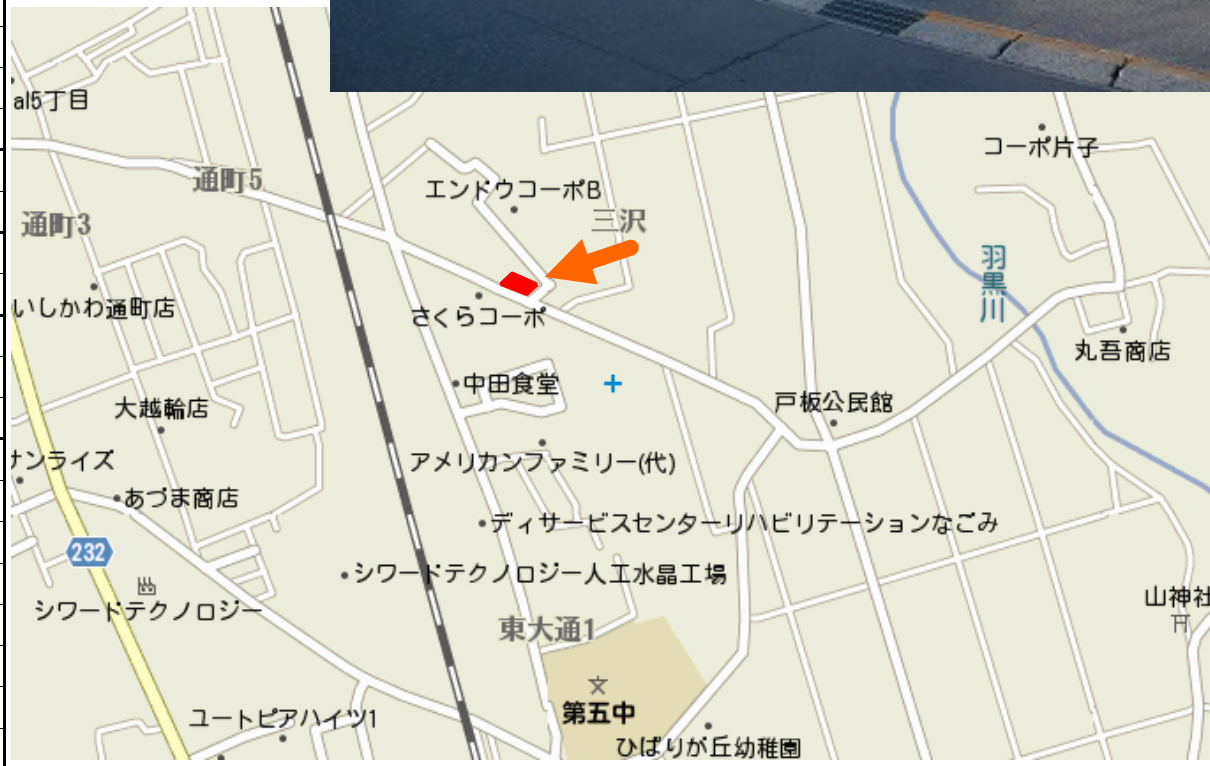 al5丁目
コーポ片子
通町5
エンドウコーポB
通町3
三沢
羽黒川
いしかわ通町店
さくらコーポ
丸吾商店
中田食堂
大越輪店
戸板公民館
サンライズ
アメリカンファミリー(代)
あづま商店
ディサービスセンターリハビリテーションなごみ
232
シワードテクノロジー人工水晶工場
シワードテクノロジー
山神社
東大通1
第五中
ユートピアハイツ1
ひばりが丘幼稚園